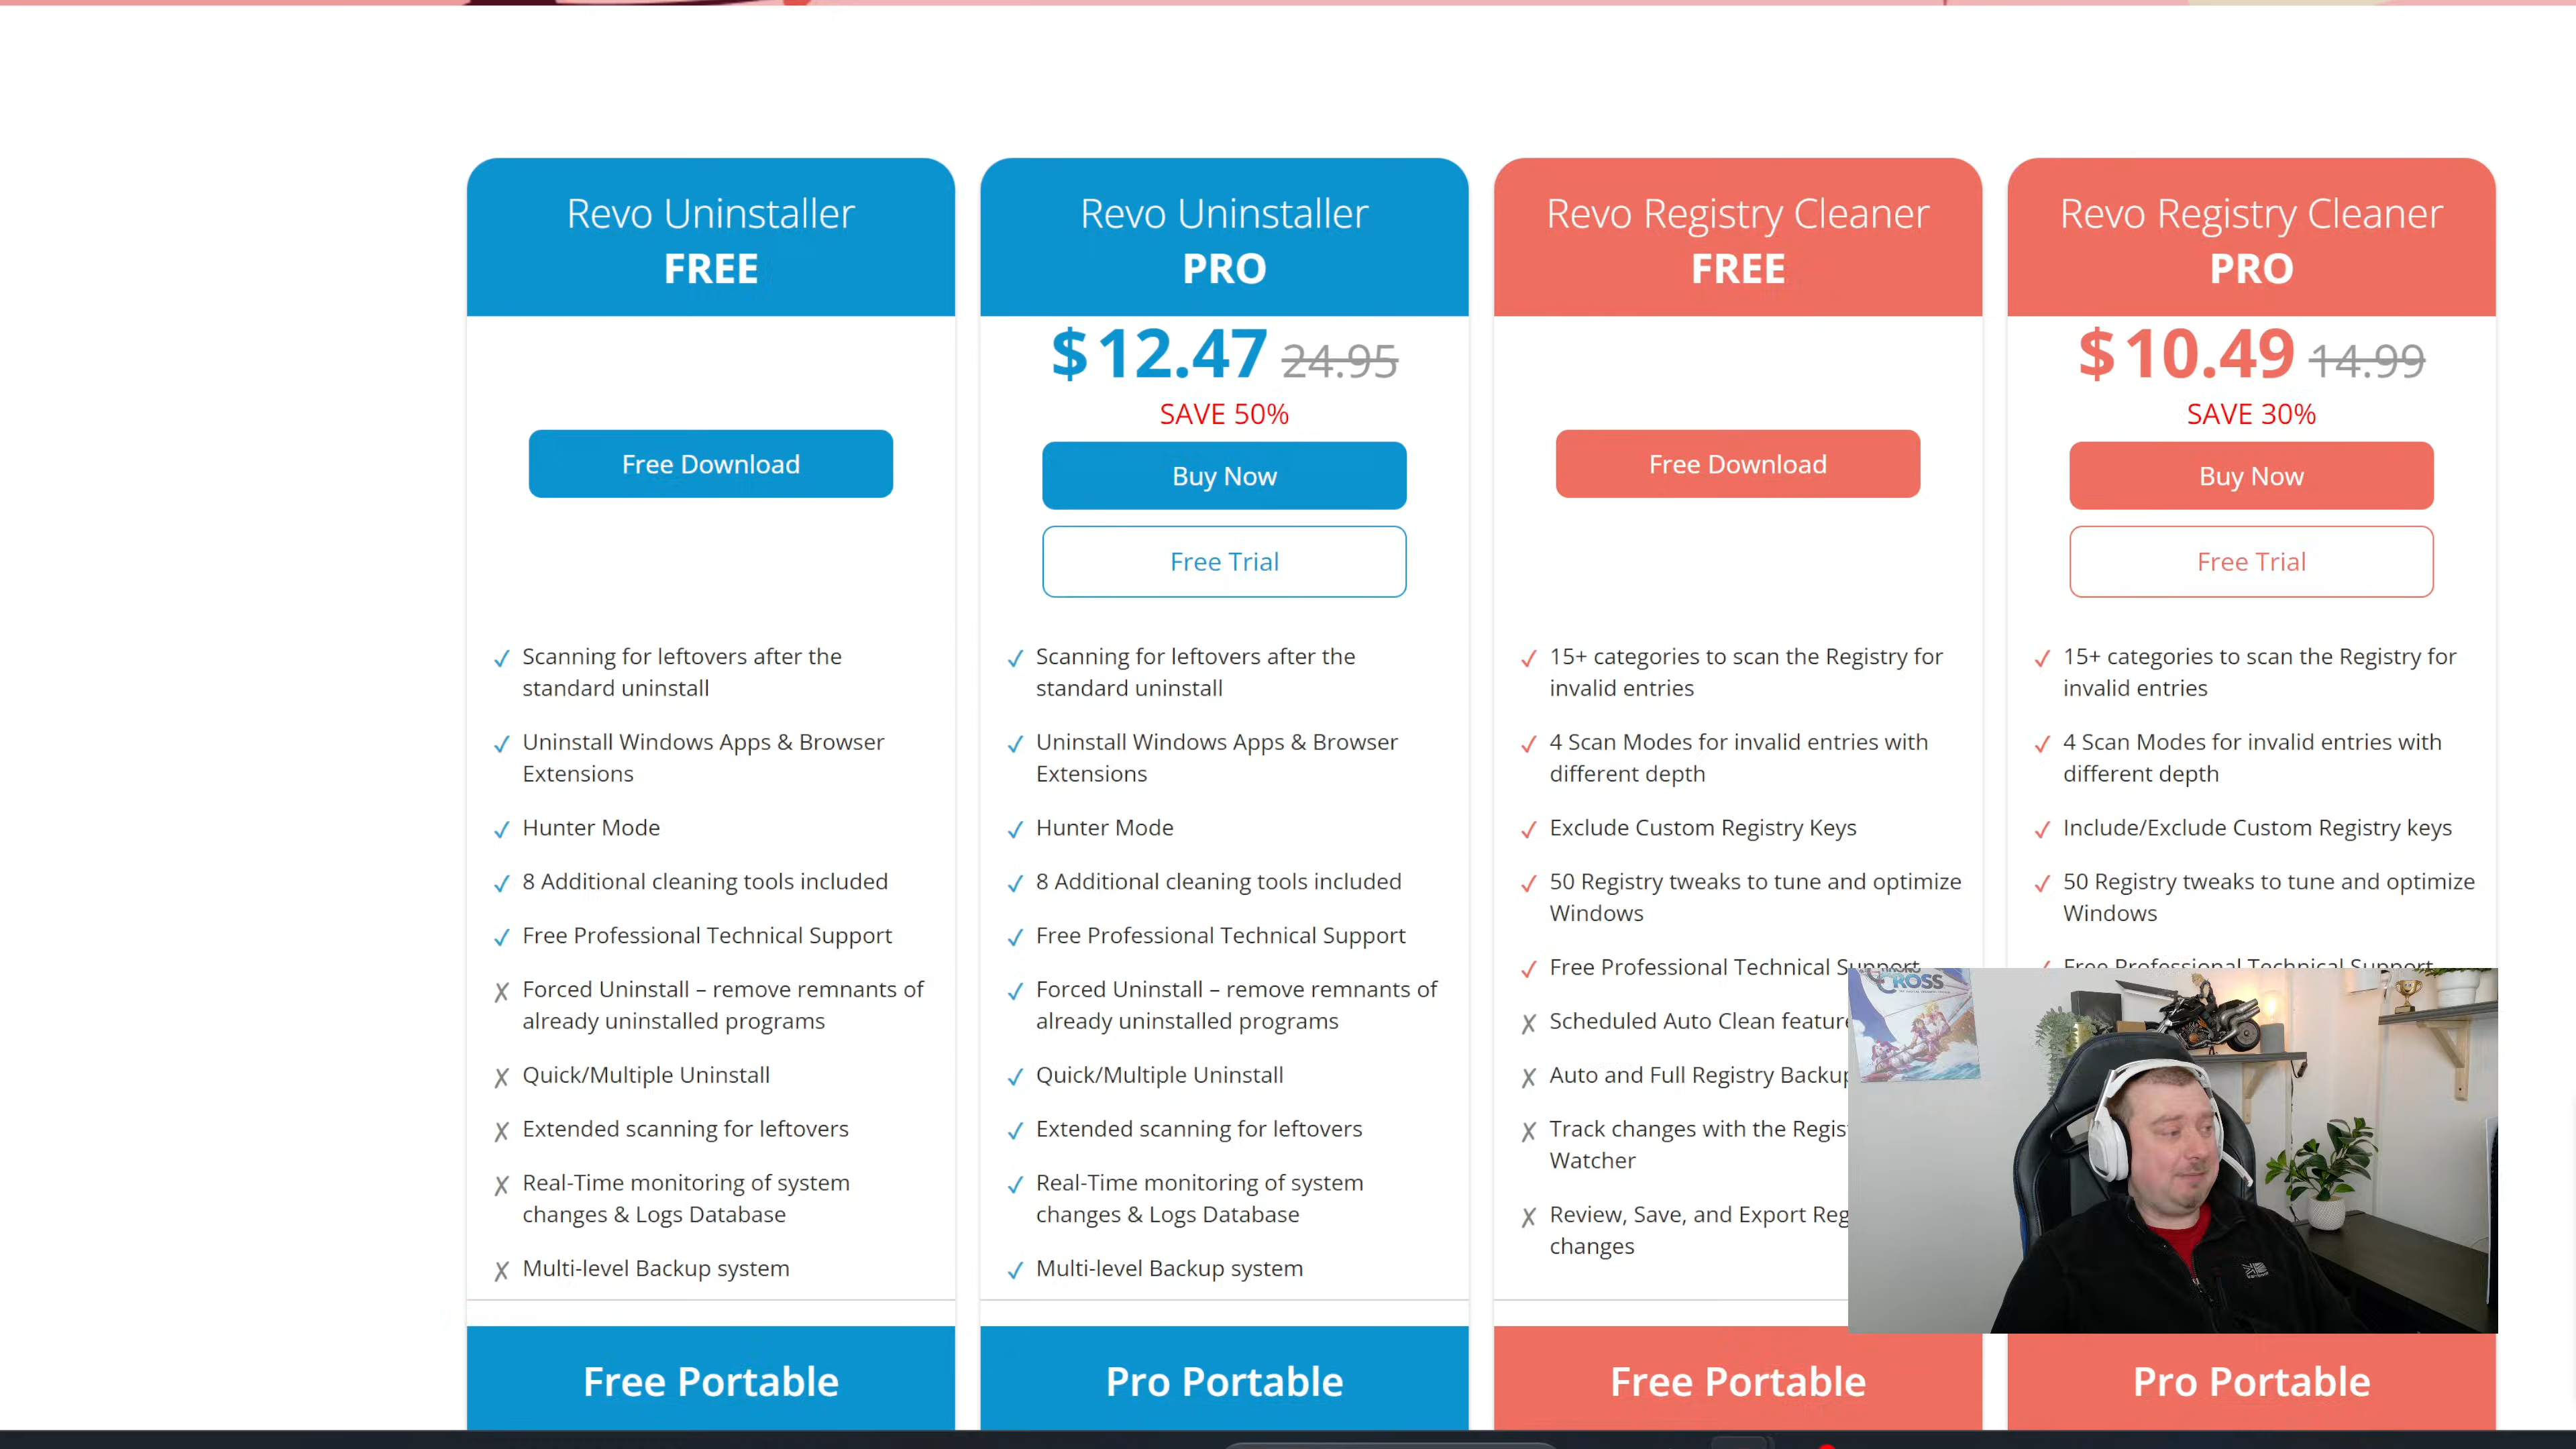 Revo Uninstaller
FREE
Free Download
✓ Scanning for leftovers after the
standard uninstall
✓ Uninstall Windows Apps & Browser
Extensions
✓ Hunter Mode
✓ 8 Additional cleaning tools included
✓ Free Professional Technical Support
✗ Forced Uninstall – remove remnants of
already uninstalled programs
✗ Quick/Multiple Uninstall
✗ Extended scanning for leftovers
✗ Real-Time monitoring of system
changes & Logs Database
✗ Multi-level Backup system
Free Portable
Revo Uninstaller
PRO
$12.47 24.95
SAVE 50%
Buy Now
Free Trial
✓ Scanning for leftovers after the
standard uninstall
✓ Uninstall Windows Apps & Browser
Extensions
✓ Hunter Mode
✓ 8 Additional cleaning tools included
✓ Free Professional Technical Support
✓ Forced Uninstall – remove remnants of
already uninstalled programs
✓ Quick/Multiple Uninstall
✓ Extended scanning for leftovers
✓ Real-Time monitoring of system
changes & Logs Database
✓ Multi-level Backup system
Pro Portable
Revo Registry Cleaner
FREE
Free Download
✓ 15+ categories to scan the Registry for
invalid entries
✓ 4 Scan Modes for invalid entries with
different depth
✓ Exclude Custom Registry Keys
✓ 50 Registry tweaks to tune and optimize
Windows
✓ Free Professional Technical Support
✗ Scheduled Auto Clean feature
✗ Auto and Full Registry Backup
✗ Track changes with the Regis
Watcher
✗ Review, Save, and Export Reg
changes
Free Portable
Revo Registry Cleaner
PRO
$10.49 14.99
SAVE 30%
Buy Now
Free Trial
✓ 15+ categories to scan the Registry for
invalid entries
✓ 4 Scan Modes for invalid entries with
different depth
✓ Include/Exclude Custom Registry keys
✓ 50 Registry tweaks to tune and optimize
Windows
✓ Free Professional Technical Support
CROSS
Pro Portable